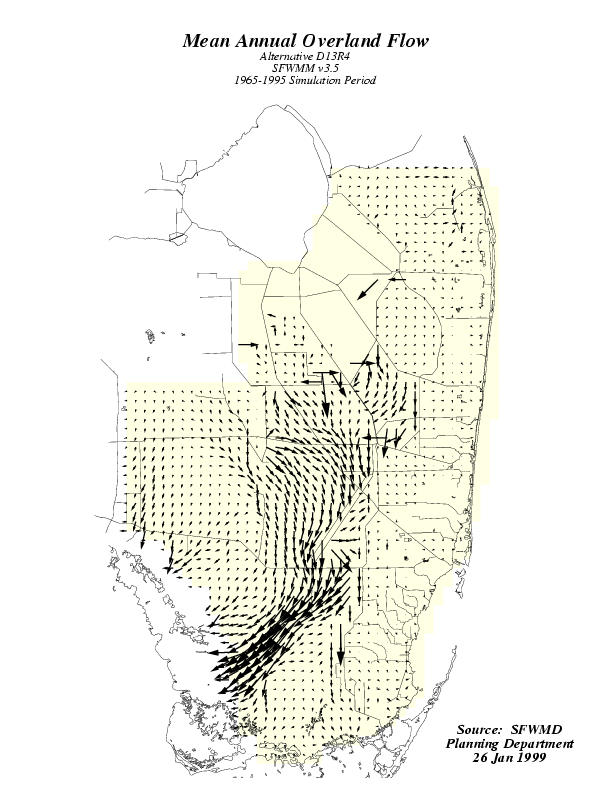 Mean Annual Overland Flow
Alternative D13R4
SFWMM v3.5
1965-1995 Simulation Period
Source: SFWMD
Planning Department
26 Jan 1999